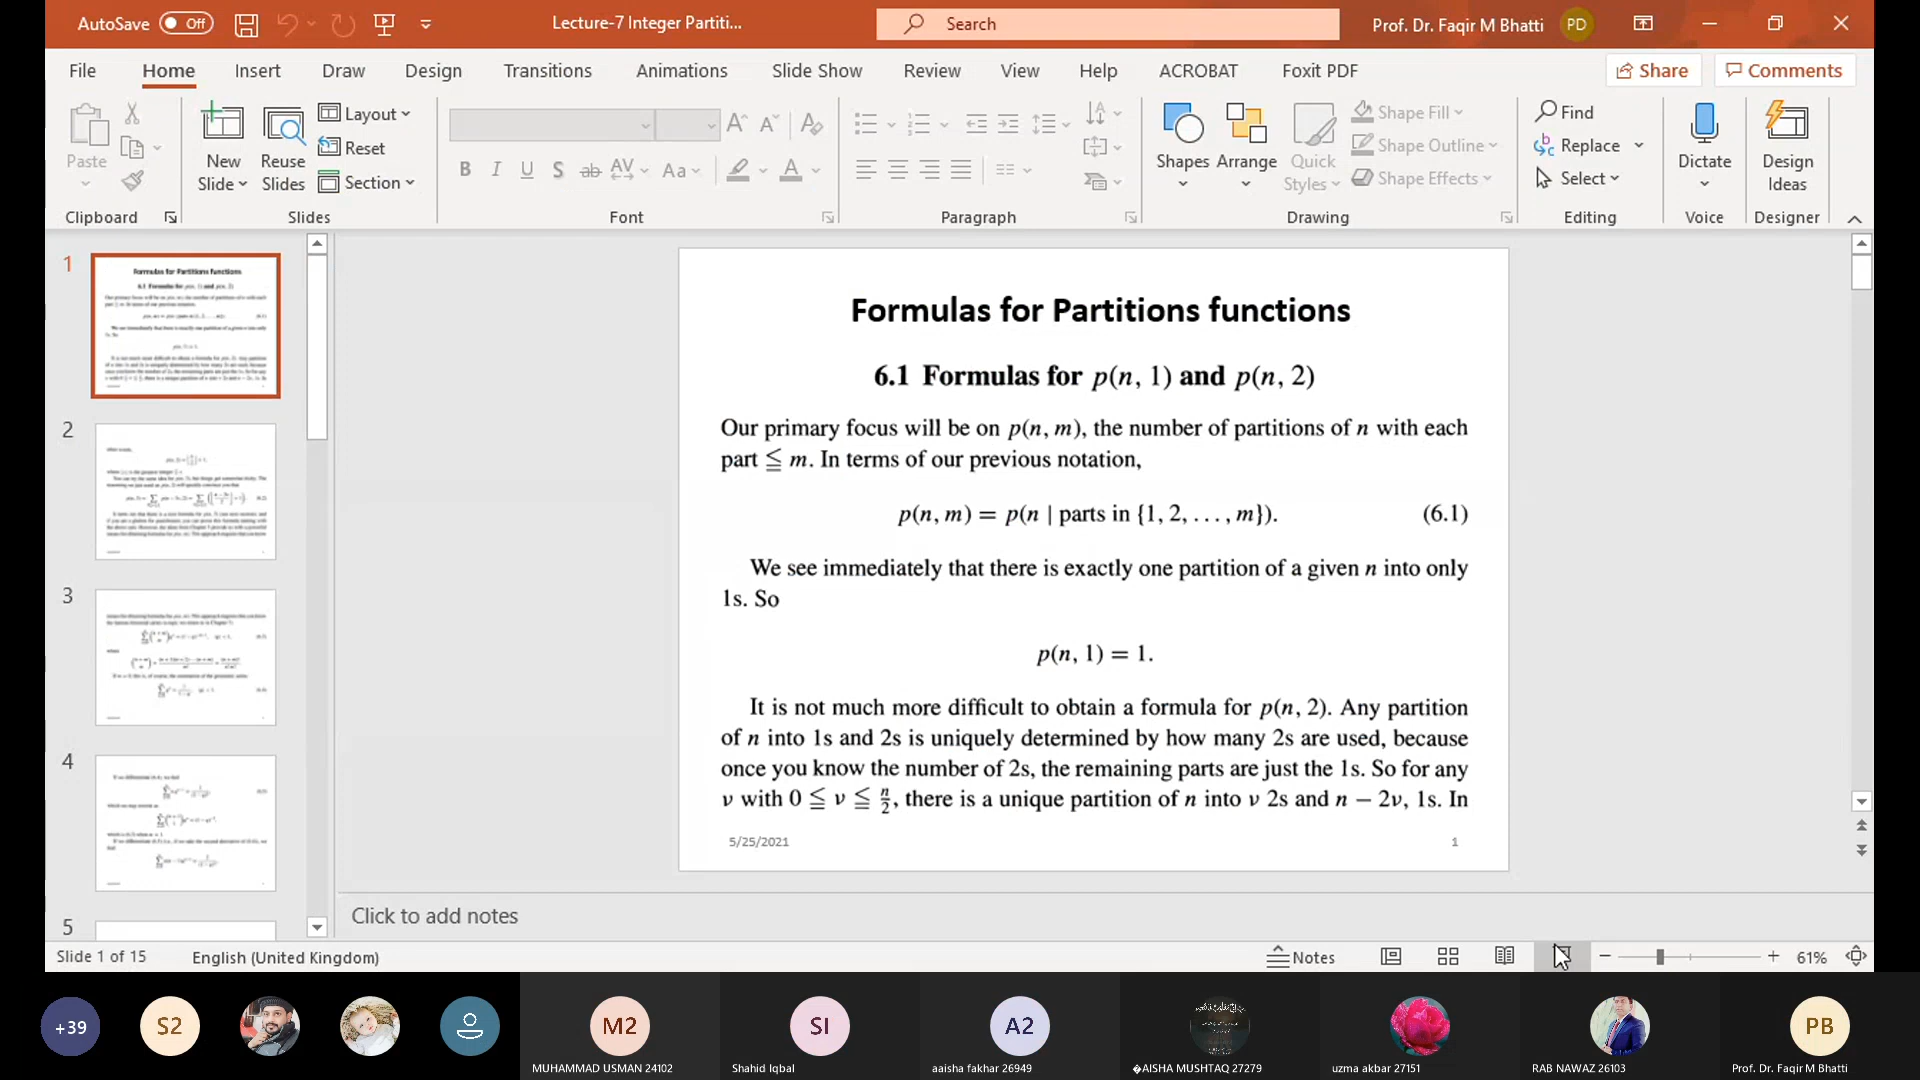 AutoSave Off Lecture-7 Integer Partiti... Search Prof. Dr. Faqir M Bhatti PD
File Home Insert Draw Design Transitions Animations Slide Show Review View Help ACROBAT Foxit PDF Share Comments
Paste
New Slide
Reuse Slides
Layout
Reset
Section
B I U S ab AV Aa A
Shapes Arrange Quick Styles
Shape Fill
Shape Outline
Shape Effects
Find
Replace
Select
Dictate
Design Ideas
Clipboard Slides Font Paragraph Drawing Editing Voice Designer
1
2
3
4
5
Formulas for Partitions functions
6.1 Formulas for p(n, 1) and p(n, 2)
Our primary focus will be on p(n, m), the number of partitions of n with each
part ≦ m. In terms of our previous notation,
p(n, m) = p(n | parts in {1, 2, . . . , m}). (6.1)
We see immediately that there is exactly one partition of a given n into only
1s. So
p(n, 1) = 1.
It is not much more difficult to obtain a formula for p(n, 2). Any partition
of n into 1s and 2s is uniquely determined by how many 2s are used, because
once you know the number of 2s, the remaining parts are just the 1s. So for any
ν with 0 ≦ ν ≦ n/2, there is a unique partition of n into ν 2s and n − 2ν, 1s. In
5/25/2021 1
Click to add notes
Slide 1 of 15 English (United Kingdom) Notes 61%
+39 S2 M2 SI A2 PB
MUHAMMAD USMAN 24102 Shahid Iqbal aaisha fakhar 26949 �AISHA MUSHTAQ 27279 uzma akbar 27151 RAB NAWAZ 26103 Prof. Dr. Faqir M Bhatti